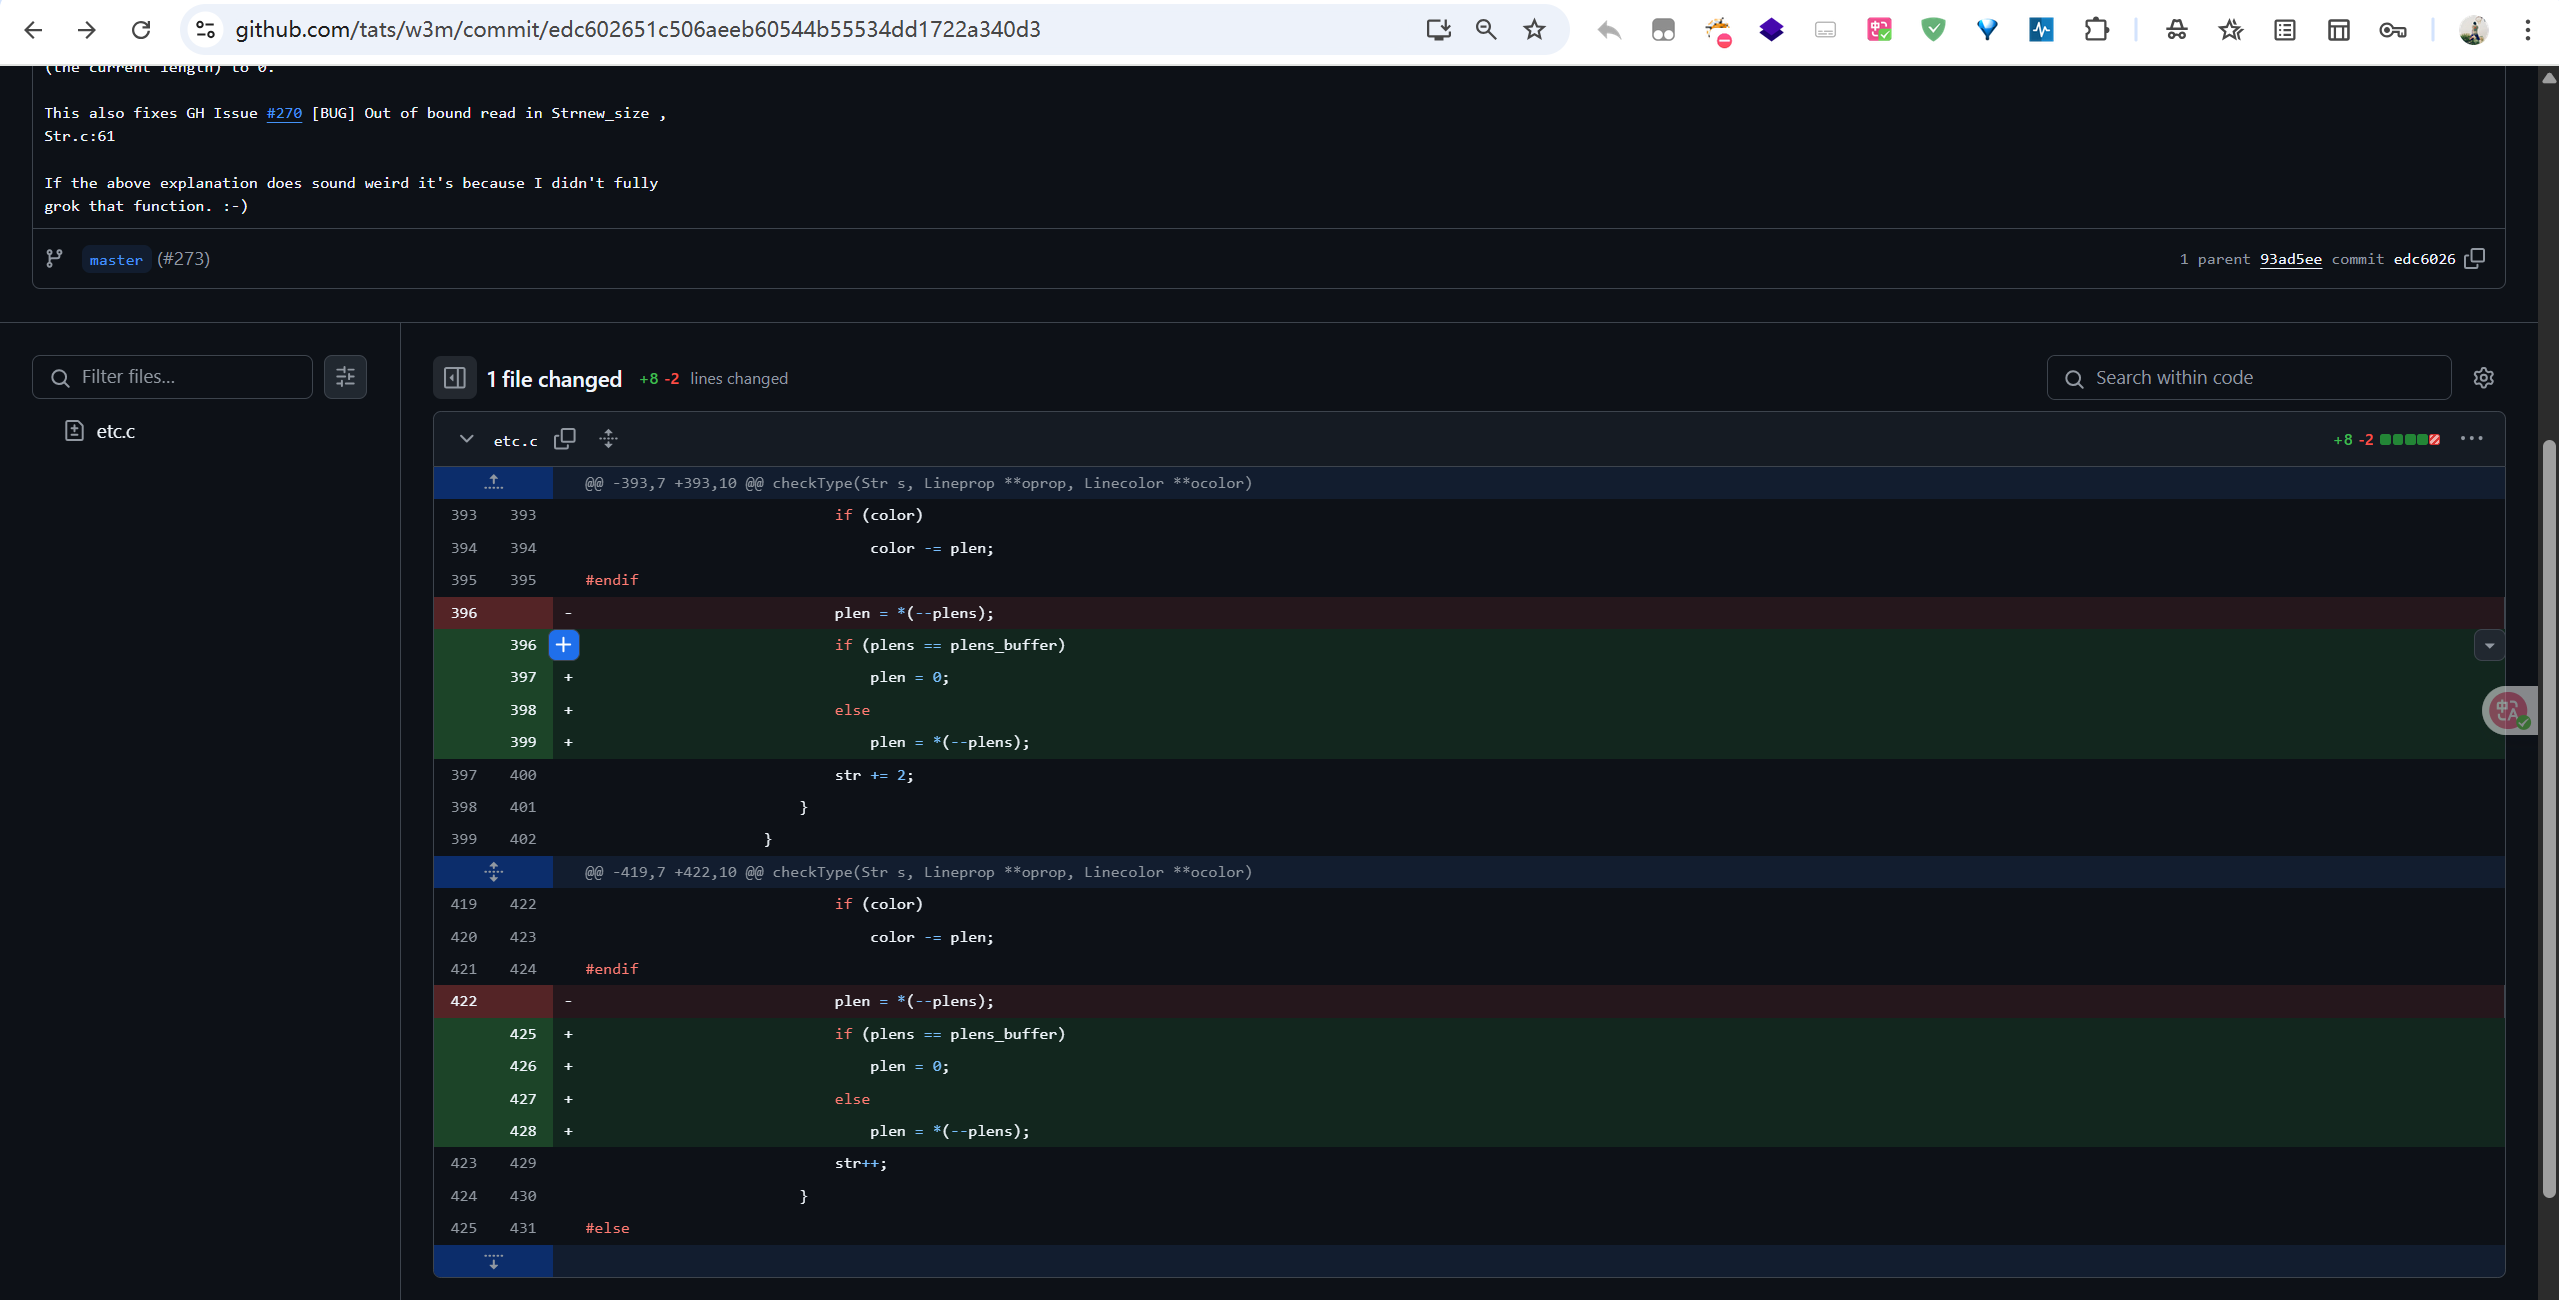 github.com/tats/w3m/commit/edc602651c506aeeb60544b55534dd1722a340d3
(the current length) to 0.
This also fixes GH Issue #270 [BUG] Out of bound read in Strnew_size ,
Str.c:61
If the above explanation does sound weird it's because I didn't fully
grok that function. :-)
master (#273)
1 parent 93ad5ee commit edc6026
Filter files...
etc.c
1 file changed +8 -2 lines changed
Search within code
etc.c
+8 -2
@@ -393,7 +393,10 @@ checkType(Str s, Lineprop **oprop, Linecolor **ocolor)
393 393 if (color)
394 394 color -= plen;
395 395 #endif
396 - plen = *(--plens);
396 + if (plens == plens_buffer)
397 + plen = 0;
398 + else
399 + plen = *(--plens);
397 400 str += 2;
398 401 }
399 402 }
@@ -419,7 +422,10 @@ checkType(Str s, Lineprop **oprop, Linecolor **ocolor)
419 422 if (color)
420 423 color -= plen;
421 424 #endif
422 - plen = *(--plens);
425 + if (plens == plens_buffer)
426 + plen = 0;
427 + else
428 + plen = *(--plens);
423 429 str++;
424 430 }
425 431 #else